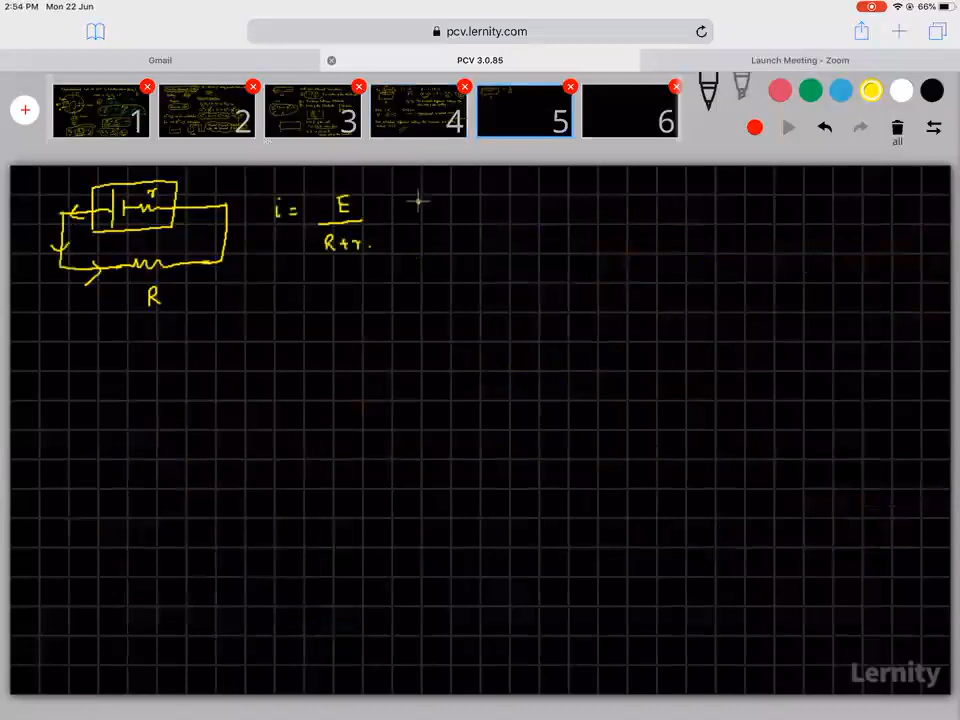 2:54 PM Mon 22 Jun
66%
pcv.lernity.com
Gmail
PCV 3.0.85
Launch Meeting - Zoom
1
2
3
4
5
6
all
r
i = E
R+r.
R
Lernity